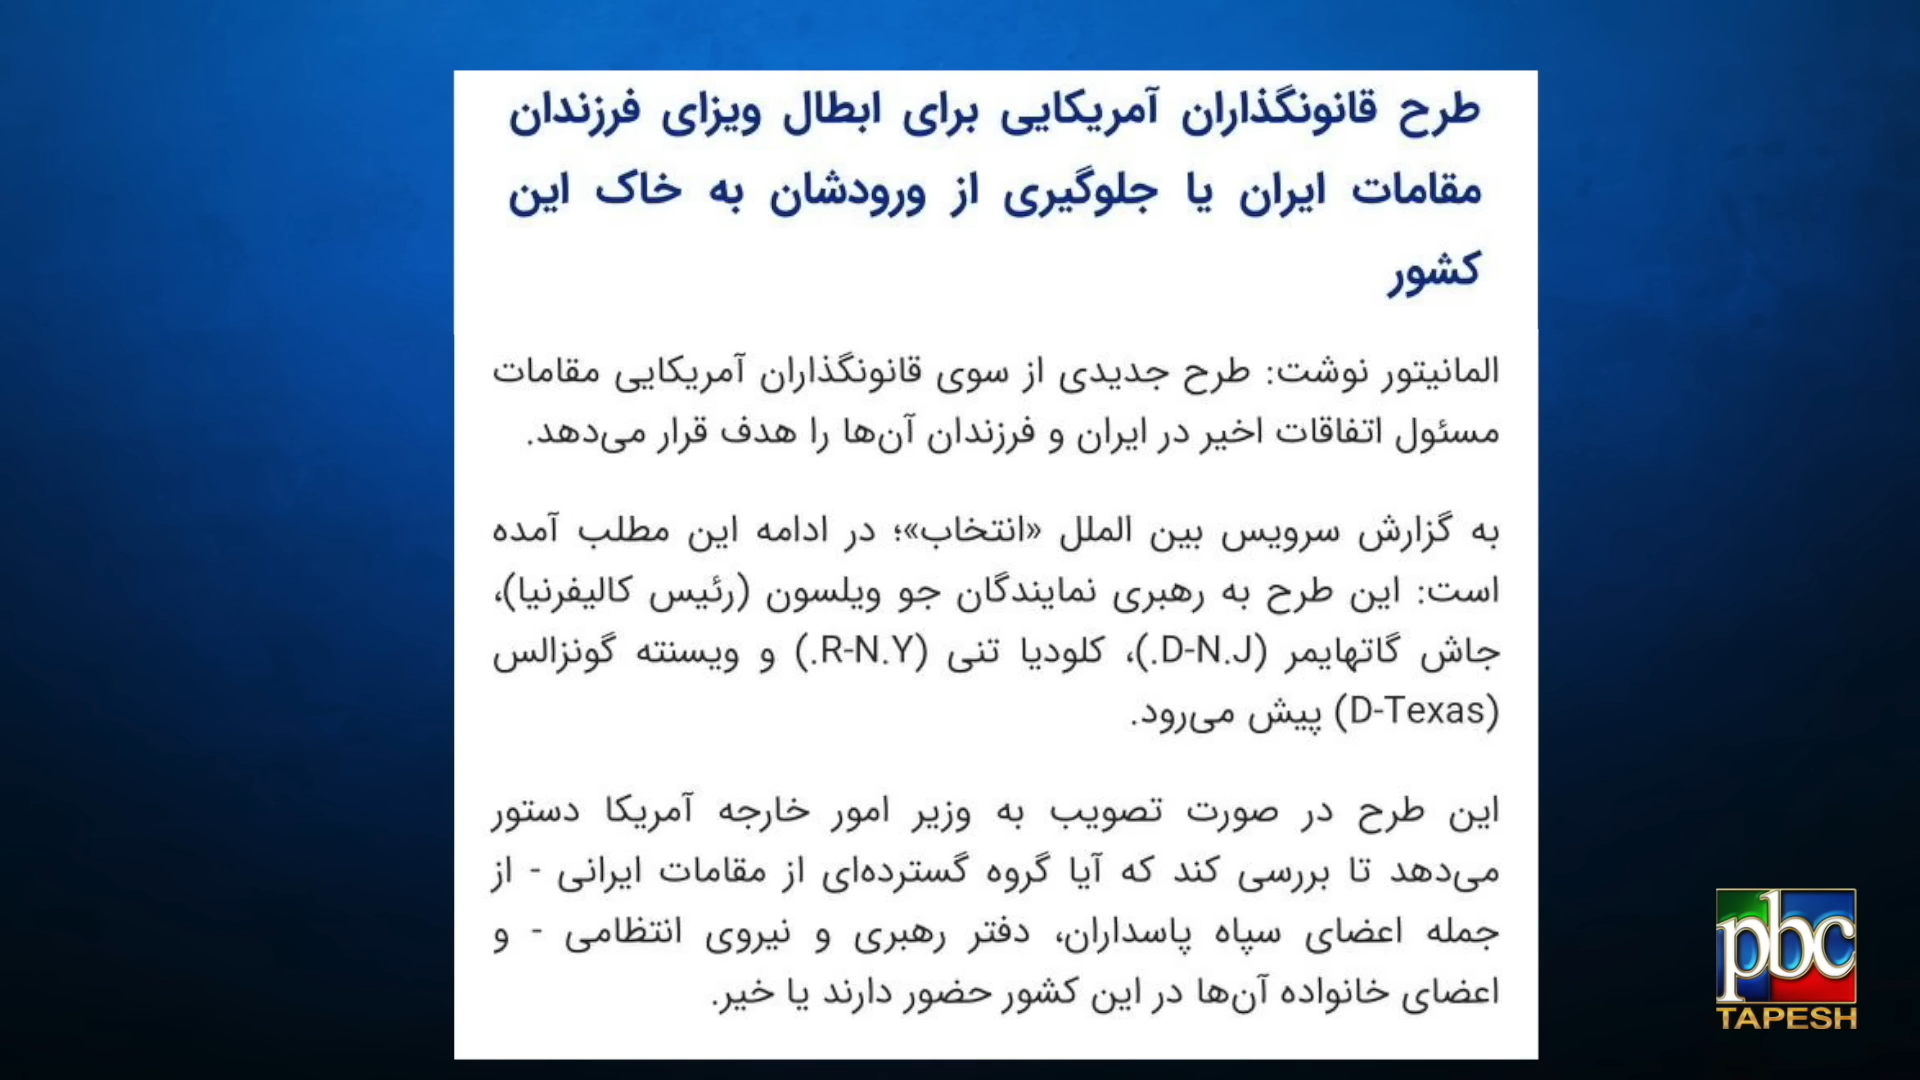 طرح قانونگذاران آمریکایی برای ابطال ویزای فرزندان
مقامات ایران یا جلوگیری از ورودشان به خاک این
کشور
المانیتور نوشت: طرح جدیدی از سوی قانونگذاران آمریکایی مقامات
مسئول اتفاقات اخیر در ایران و فرزندان آن‌ها را هدف قرار می‌دهد.
به گزارش سرویس بین الملل «انتخاب»؛ در ادامه این مطلب آمده
است: این طرح به رهبری نمایندگان جو ویلسون (رئیس کالیفرنیا)،
جاش گاتهایمر (D-N.J.)، کلودیا تنی (R-N.Y.) و ویسنته گونزالس
(D-Texas) پیش می‌رود.
این طرح در صورت تصویب به وزیر امور خارجه آمریکا دستور
می‌دهد تا بررسی کند که آیا گروه گسترده‌ای از مقامات ایرانی - از
جمله اعضای سپاه پاسداران، دفتر رهبری و نیروی انتظامی - و
اعضای خانواده آن‌ها در این کشور حضور دارند یا خیر.
pbc
TAPESH